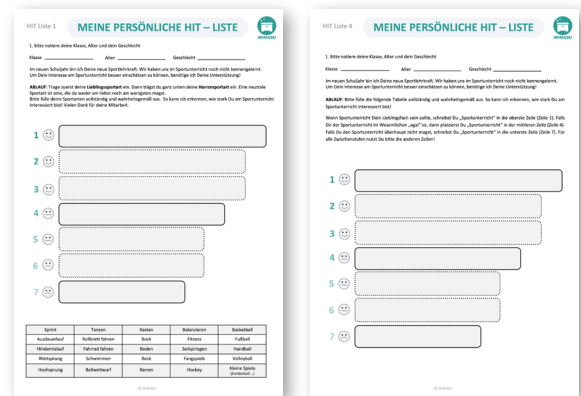 HIT Liste 1
MEINE PERSÖNLICHE HIT – LISTE
WIMASU
1. Bitte notiere deine Klasse, Alter und dein Geschlecht
Klasse Alter Geschlecht
Im neuen Schuljahr bin ich Deine neue Sportlehrkraft. Wir haben uns im Sportunterricht noch nicht kennengelernt.
Um Dein Interesse am Sportunterricht besser einschätzen zu können, benötige ich Deine Unterstützung!
ABLAUF: Trage zuerst deine Lieblingssportart ein. Dann trägst du ganz unten deine Horrorsportart ein. Eine neutrale
Sportart ist eine, die du weder am liebst noch am wenigsten magst.
Bitte fülle deine Sportarten vollständig und wahrheitsgemäß aus. So kann ich erkennen, wie stark Du am Sportunterricht
interessiert bist! Vielen Dank für deine Mitarbeit.
1
2
3
4
5
6
7
Sprint Tanzen Kasten Balancieren Basketball
Ausdauerlauf Rollbrett fahren Bock Fitness Fußball
Hindernislauf Fahrrad fahren Boden Seilspringen Handball
Weitsprung Schwimmen Reck Fangspiele Volleyball
Hochsprung Ballweitwurf Barren Hockey Kleine Spiele
(Zombieball ...)
© WIMASU
HIT Liste 4
MEINE PERSÖNLICHE HIT – LISTE
WIMASU
1. Bitte notiere deine Klasse, Alter und dein Geschlecht
Klasse Alter Geschlecht
Im neuen Schuljahr bin ich Deine neue Sportlehrkraft. Wir haben uns im Sportunterricht noch nicht kennengelernt.
Um Dein Interesse am Sportunterricht besser einschätzen zu können, benötige ich Deine Unterstützung!
ABLAUF: Bitte fülle die folgende Tabelle vollständig und wahrheitsgemäß aus. So kann ich erkennen, wie stark Du am
Sportunterricht interessiert bist!
Wenn Sportunterricht Dein Lieblingsfach sein sollte, schreibst Du „Sportunterricht" in die oberste Zeile (Zeile 1). Falls
Dir der Sportunterricht im Wesentlichen „egal" ist, dann platzierst Du „Sportunterricht" in der mittleren Zeile (Zeile 4).
Falls Du den Sportunterricht überhaupt nicht magst, schreibst Du „Sportunterricht" in die unterste Zeile (Zeile 7). Für
alle Zwischenstufen nutzt Du bitte die anderen Zeilen!
1
2
3
4
5
6
7
© WIMASU